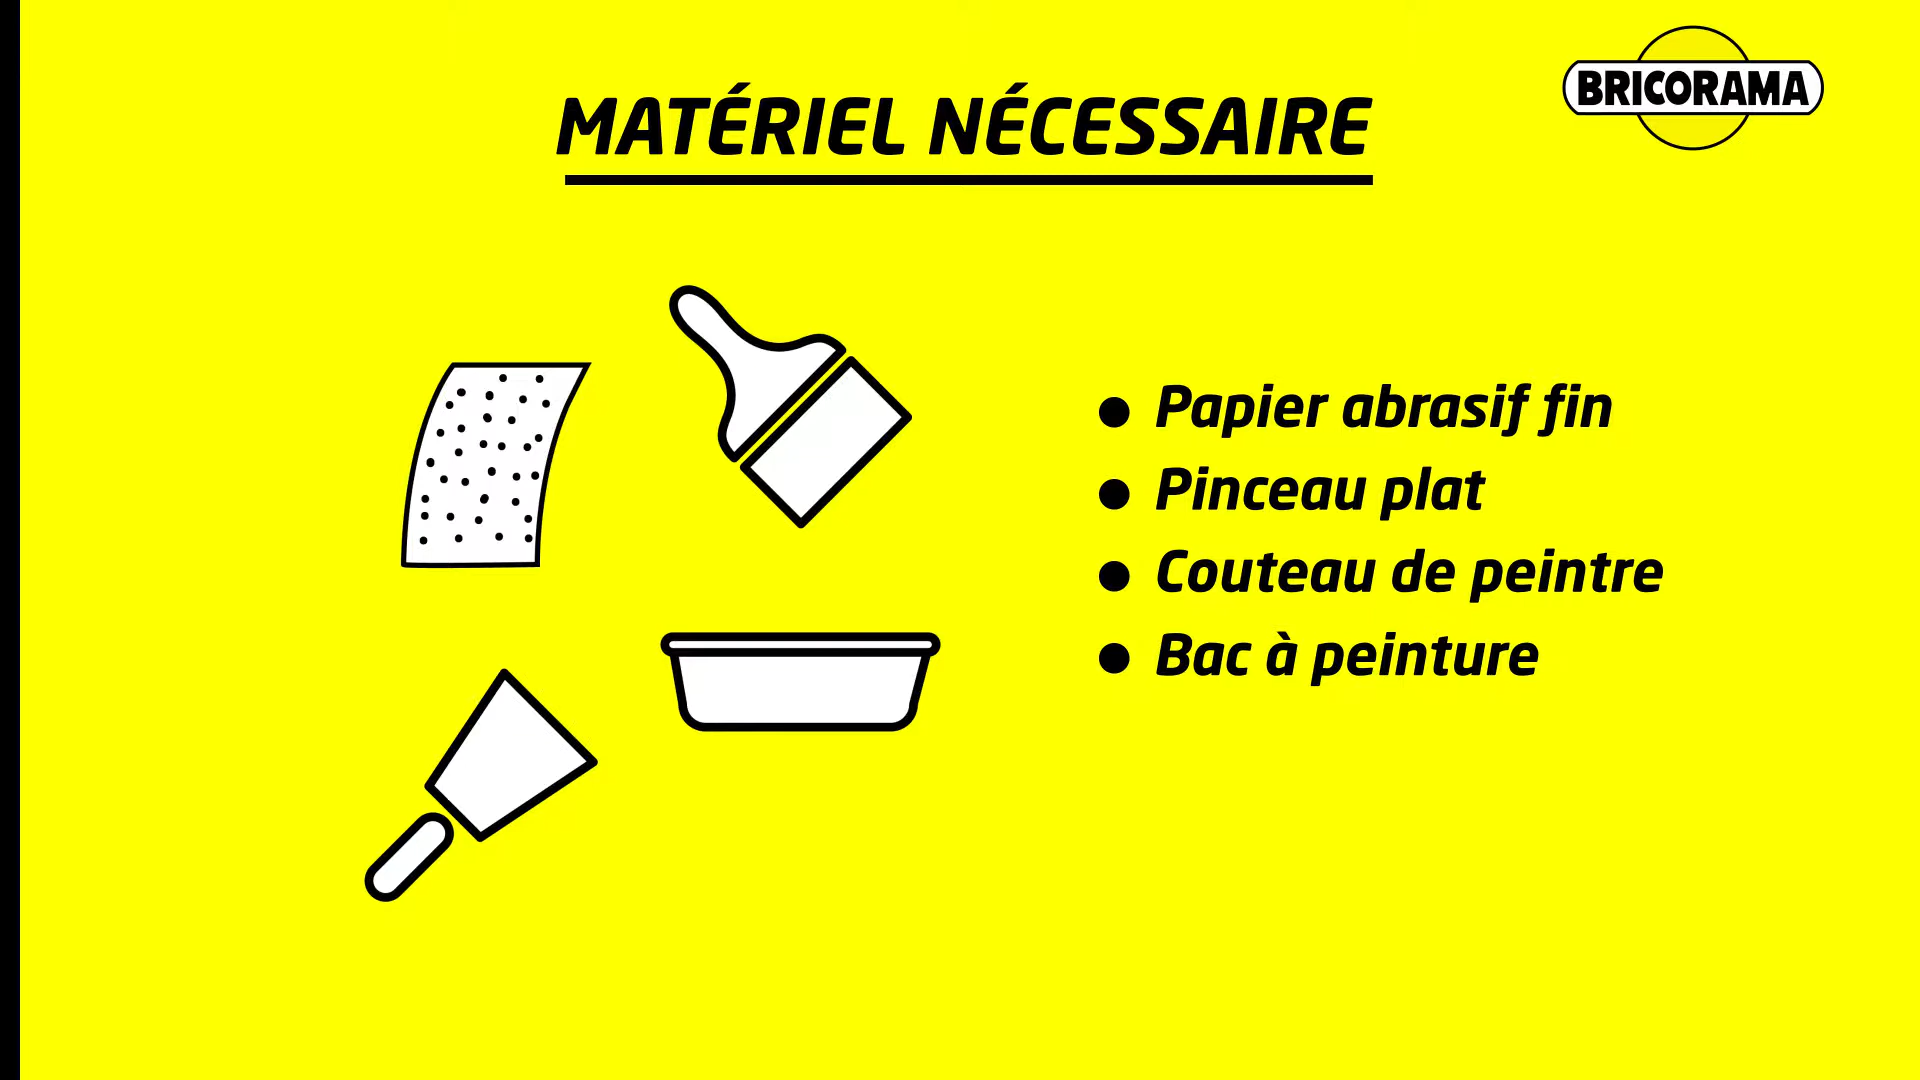 BRICORAMA
MATÉRIEL NÉCESSAIRE
Papier abrasif fin
Pinceau plat
Couteau de peintre
Bac à peinture